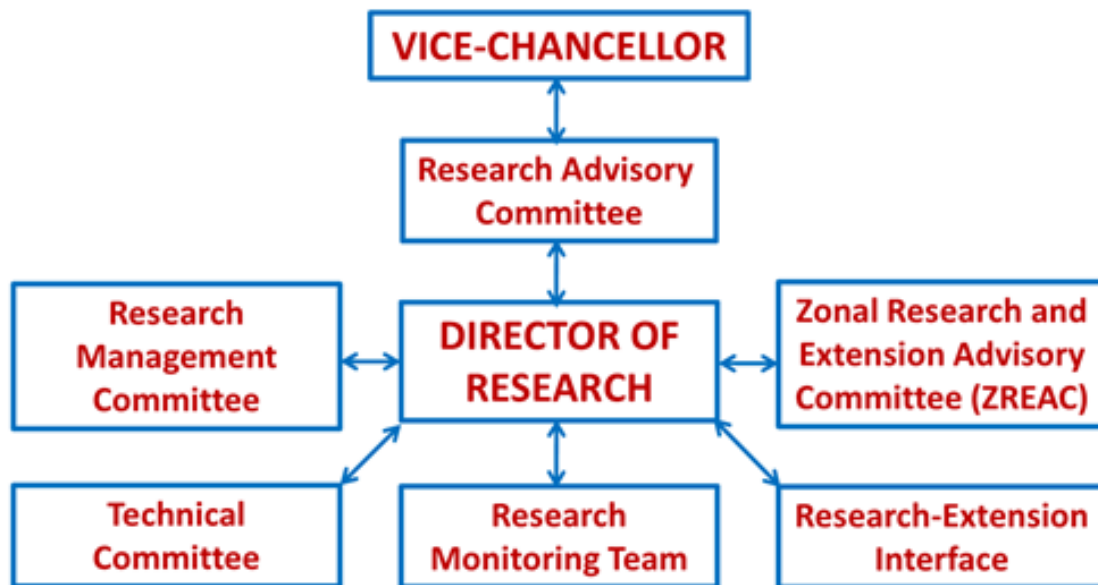 VICE-CHANCELLOR
Research Advisory
Committee
Research
Management
Committee
DIRECTOR OF
RESEARCH
Zonal Research and
Extension Advisory
Committee (ZREAC)
Technical
Committee
Research
Monitoring Team
Research-Extension
Interface